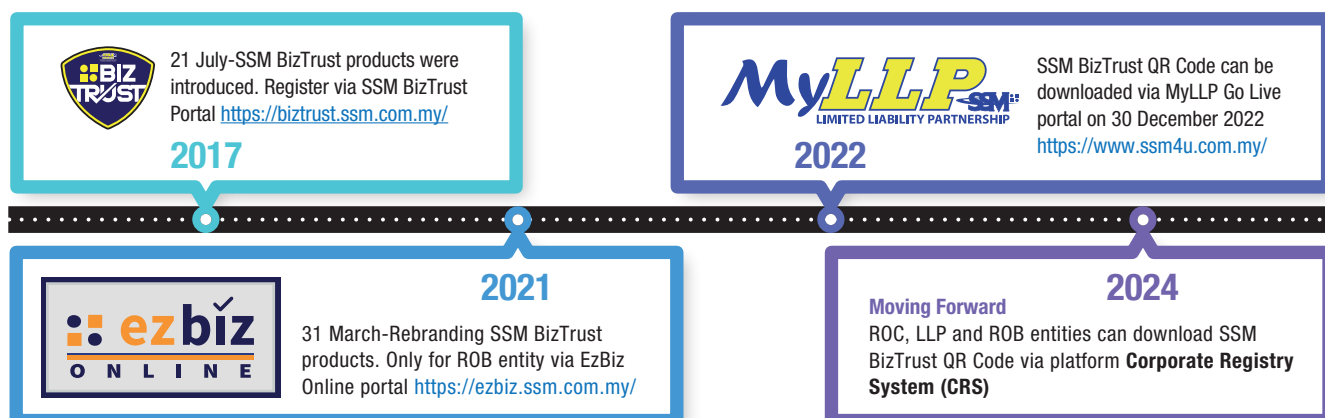 BIZ
TRUST
21 July-SSM BizTrust products were
introduced. Register via SSM BizTrust
Portal https://biztrust.ssm.com.my/
2017
MyLLP SSM
LIMITED LIABILITY PARTNERSHIP
SSM BizTrust QR Code can be
downloaded via MyLLP Go Live
portal on 30 December 2022
https://www.ssm4u.com.my/
2022
ezbiz
ONLINE
2021
31 March-Rebranding SSM BizTrust
products. Only for ROB entity via EzBiz
Online portal https://ezbiz.ssm.com.my/
2024
Moving Forward
ROC, LLP and ROB entities can download SSM
BizTrust QR Code via platform Corporate Registry
System (CRS)